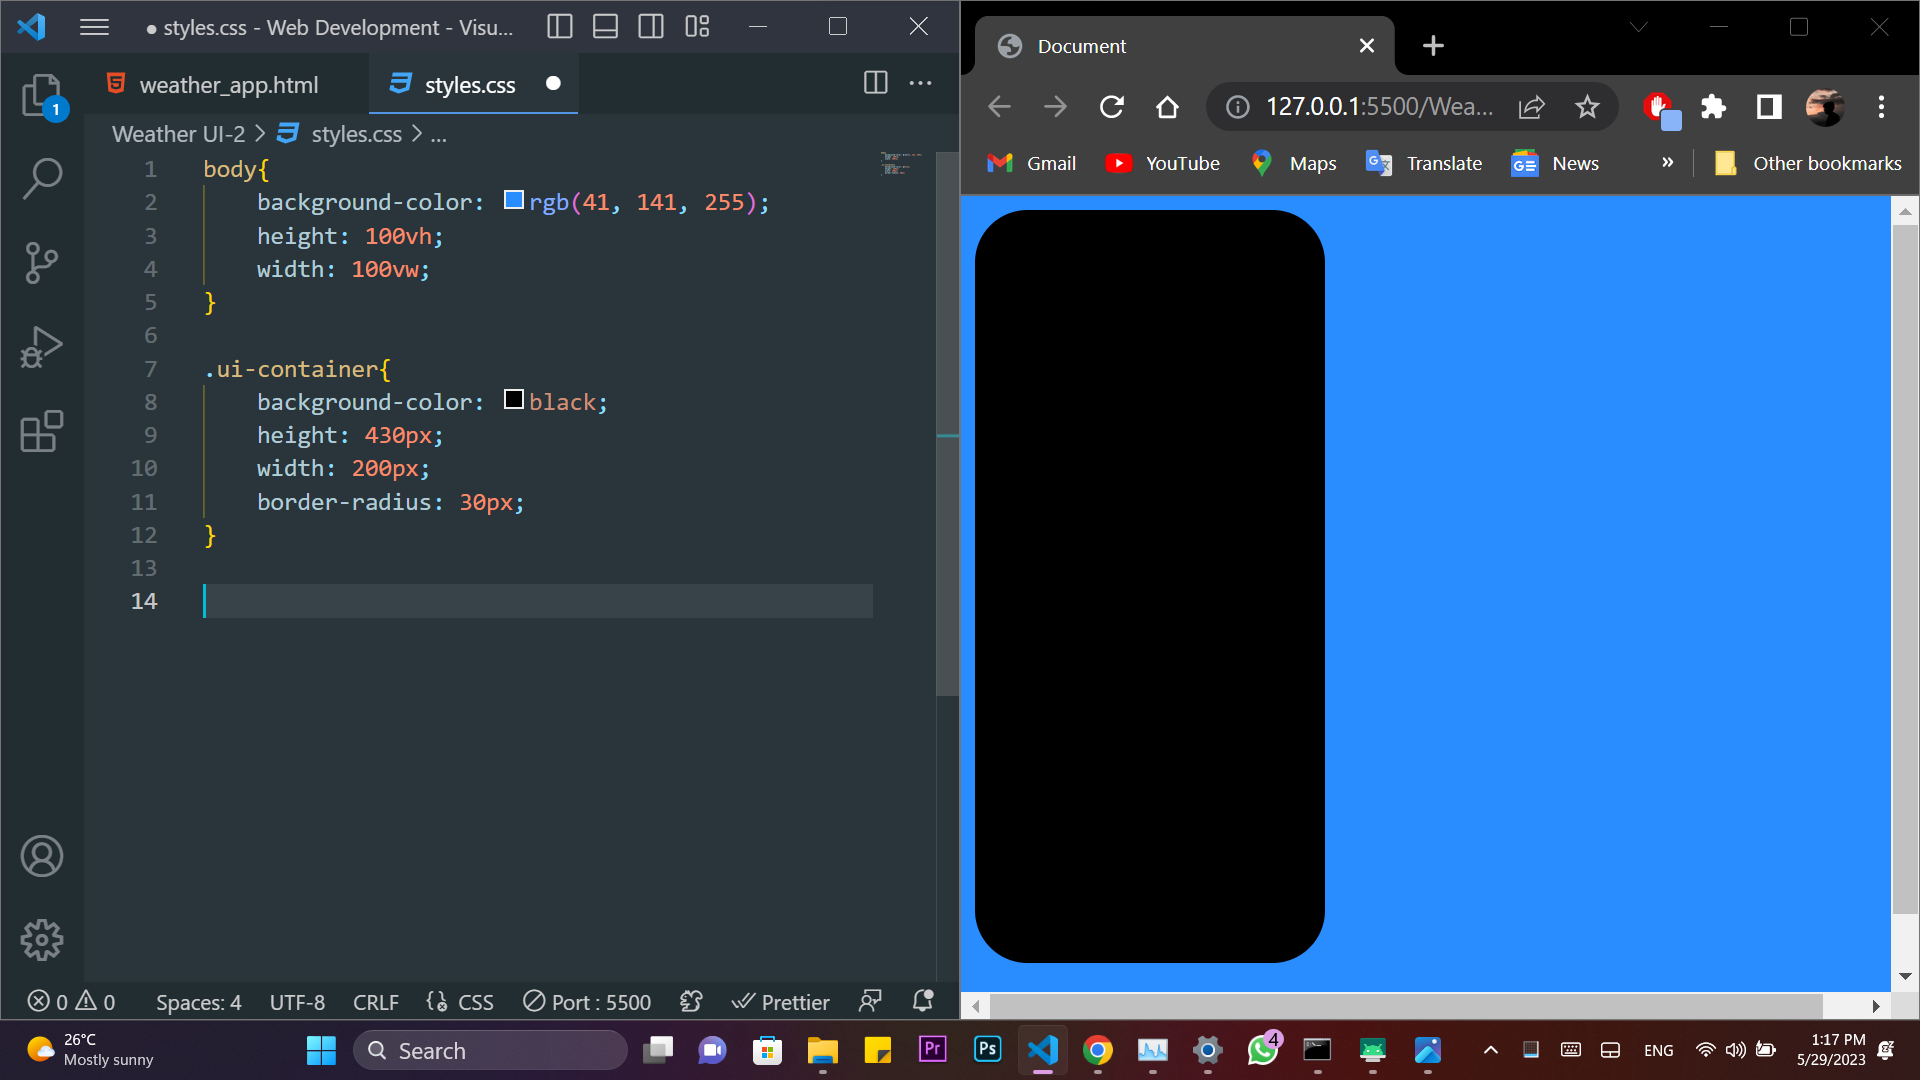 ● styles.css - Web Development - Visu...
weather_app.html
styles.css
Weather UI-2 > styles.css > ...
1 body{
2 background-color: rgb(41, 141, 255);
3 height: 100vh;
4 width: 100vw;
5 }
6
7 .ui-container{
8 background-color: black;
9 height: 430px;
10 width: 200px;
11 border-radius: 30px;
12 }
13
14
1
0 0 Spaces: 4 UTF-8 CRLF CSS Port : 5500 Prettier
Document
127.0.0.1:5500/Wea...
Gmail YouTube Maps Translate News » Other bookmarks
26°C
Mostly sunny
Search
Pr
Ps
4
ENG
1:17 PM
5/29/2023